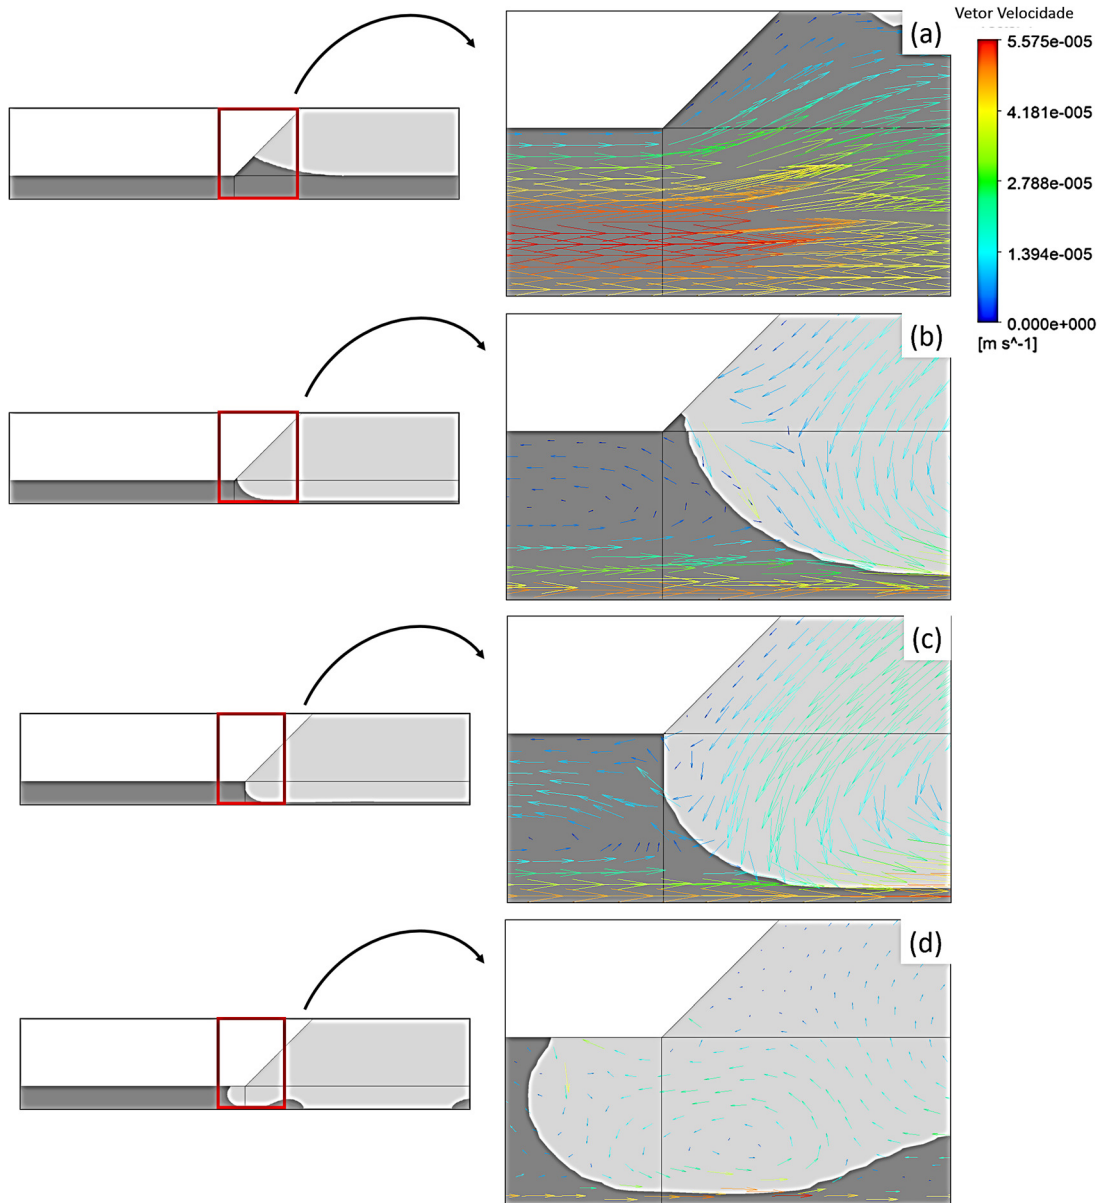 Vetor Velocidade
(a)
5.575e-005
4.181e-005
2.788e-005
1.394e-005
0.000e+000
[m s^-1]
(b)
(c)
(d)